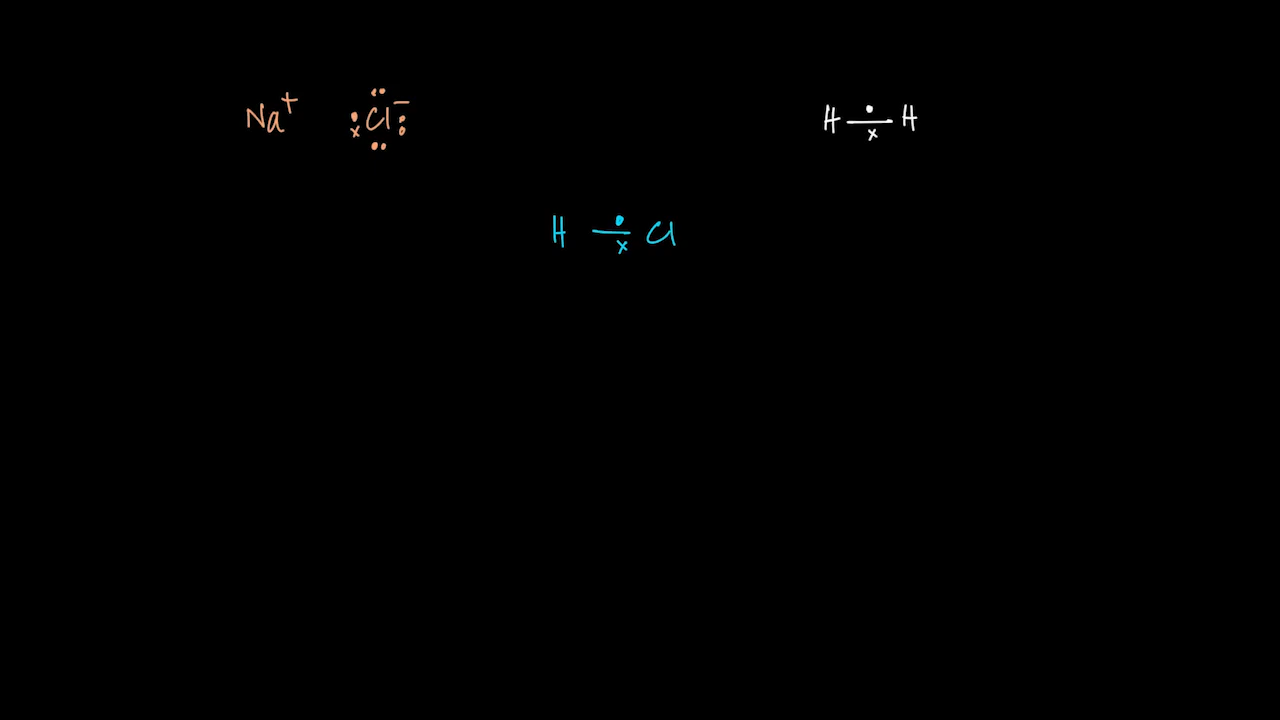 Na⁺ Cl⁻
H — H
H — Cl